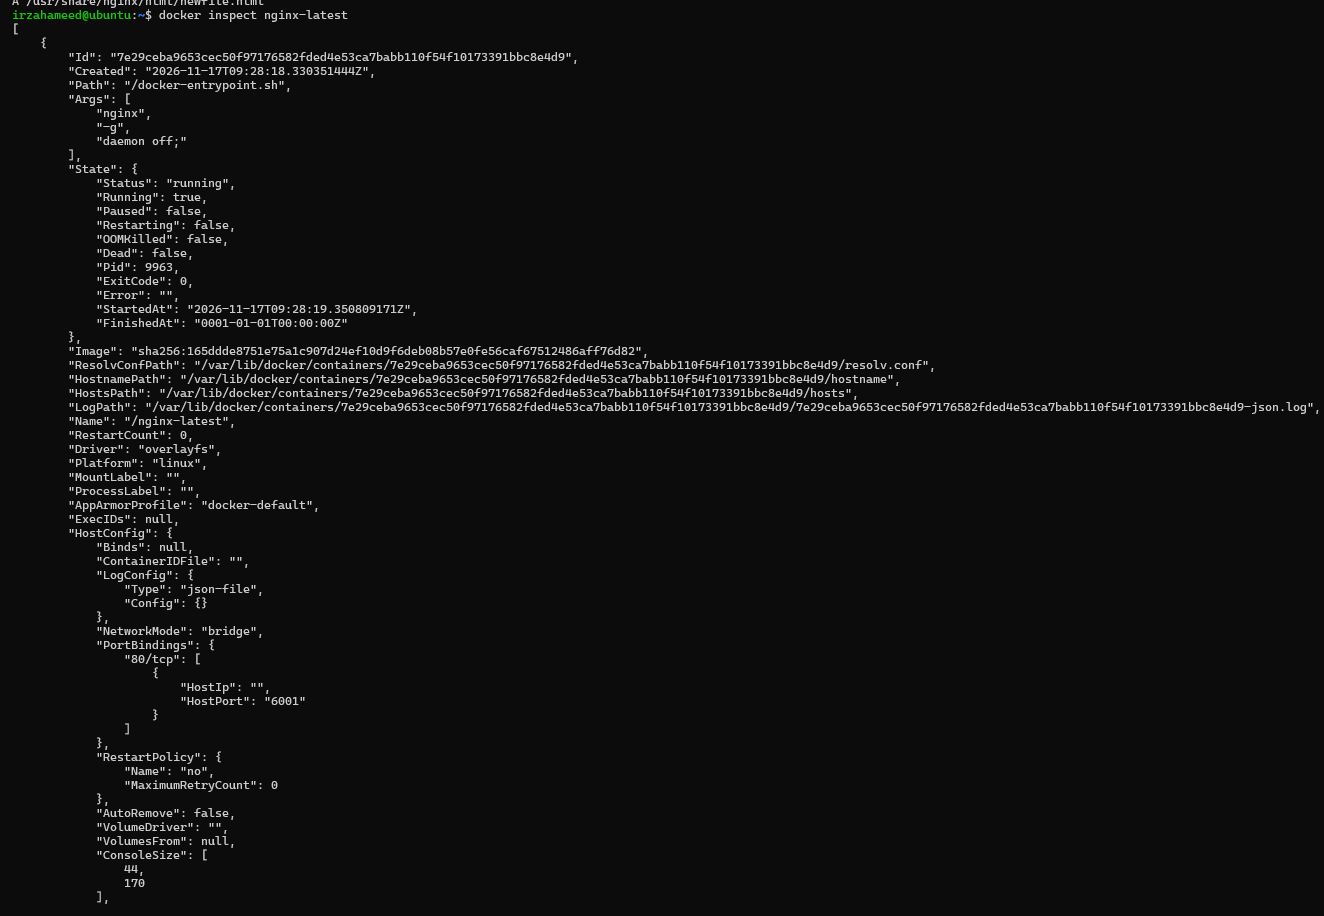 A /usr/share/nginx/html/newfile.html
irzahameed@ubuntu:~$ docker inspect nginx-latest
[
    {
        "Id": "7e29ceba9653cec50f97176582fded4e53ca7babb110f54f10173391bbc8e4d9",
        "Created": "2026-11-17T09:28:18.330351444Z",
        "Path": "/docker-entrypoint.sh",
        "Args": [
            "nginx",
            "-g",
            "daemon off;"
        ],
        "State": {
            "Status": "running",
            "Running": true,
            "Paused": false,
            "Restarting": false,
            "OOMKilled": false,
            "Dead": false,
            "Pid": 9963,
            "ExitCode": 0,
            "Error": "",
            "StartedAt": "2026-11-17T09:28:19.350809171Z",
            "FinishedAt": "0001-01-01T00:00:00Z"
        },
        "Image": "sha256:165ddde8751e75a1c907d24ef10d9f6deb08b57e0fe56caf67512486aff76d82",
        "ResolvConfPath": "/var/lib/docker/containers/7e29ceba9653cec50f97176582fded4e53ca7babb110f54f10173391bbc8e4d9/resolv.conf",
        "HostnamePath": "/var/lib/docker/containers/7e29ceba9653cec50f97176582fded4e53ca7babb110f54f10173391bbc8e4d9/hostname",
        "HostsPath": "/var/lib/docker/containers/7e29ceba9653cec50f97176582fded4e53ca7babb110f54f10173391bbc8e4d9/hosts",
        "LogPath": "/var/lib/docker/containers/7e29ceba9653cec50f97176582fded4e53ca7babb110f54f10173391bbc8e4d9/7e29ceba9653cec50f97176582fded4e53ca7babb110f54f10173391bbc8e4d9-json.log",
        "Name": "/nginx-latest",
        "RestartCount": 0,
        "Driver": "overlayfs",
        "Platform": "linux",
        "MountLabel": "",
        "ProcessLabel": "",
        "AppArmorProfile": "docker-default",
        "ExecIDs": null,
        "HostConfig": {
            "Binds": null,
            "ContainerIDFile": "",
            "LogConfig": {
                "Type": "json-file",
                "Config": {}
            },
            "NetworkMode": "bridge",
            "PortBindings": {
                "80/tcp": [
                    {
                        "HostIp": "",
                        "HostPort": "6001"
                    }
                ]
            },
            "RestartPolicy": {
                "Name": "no",
                "MaximumRetryCount": 0
            },
            "AutoRemove": false,
            "VolumeDriver": "",
            "VolumesFrom": null,
            "ConsoleSize": [
                44,
                170
            ],